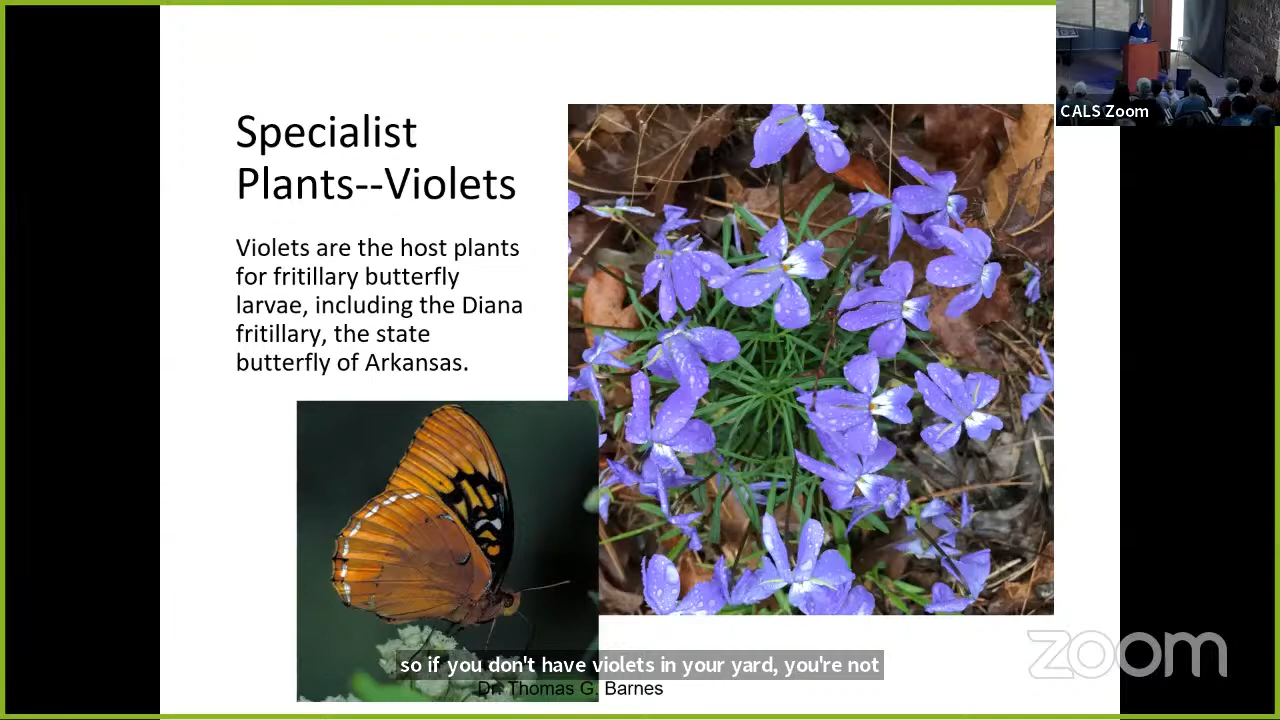 CALS Zoom
Specialist
Plants--Violets
Violets are the host plants
for fritillary butterfly
larvae, including the Diana
fritillary, the state
butterfly of Arkansas.
so if you don't have violets in your yard, you're not
Dr. Thomas G. Barnes
zoom